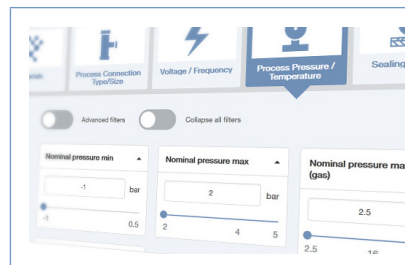 Process Connection
Type/Size
Voltage / Frequency
Process Pressure /
Temperature
Sealing
Advanced filters
Collapse all filters
Nominal pressure min
-1
bar
-1
0.5
Nominal pressure max
2
bar
2
4
5
Nominal pressure ma
(gas)
2.5
2.5
16